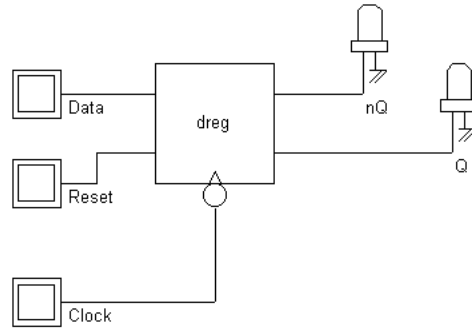 nQ
Data
dreg
Q
Reset
Clock